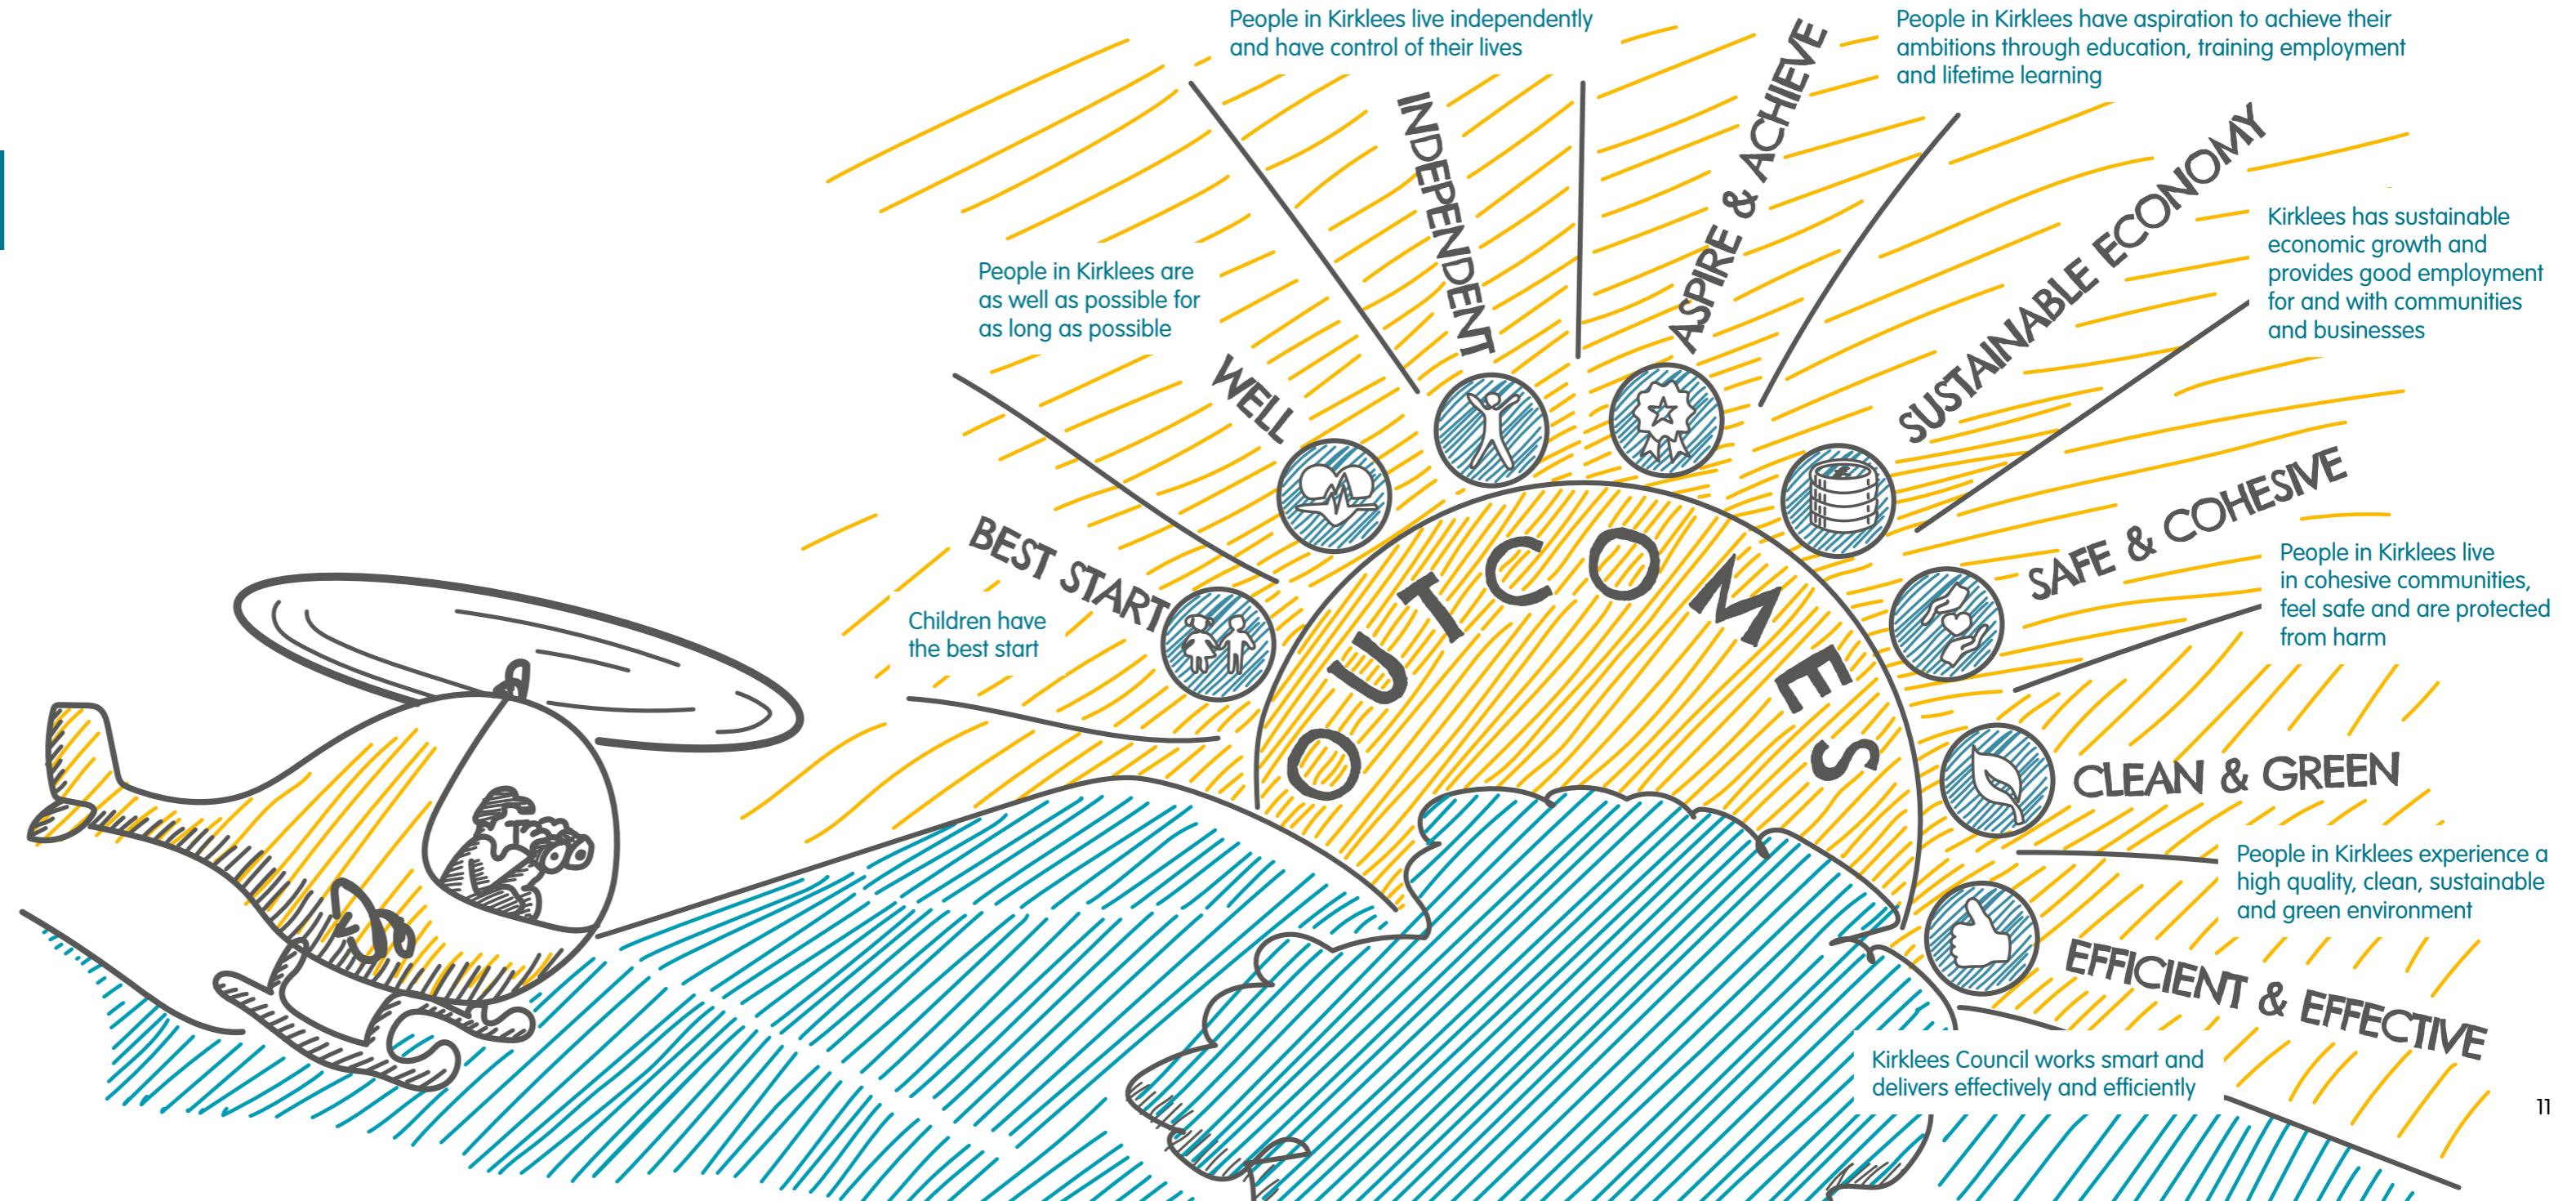 People in Kirklees live independently
and have control of their lives
People in Kirklees have aspiration to achieve their
ambitions through education, training employment
and lifetime learning
INDEPENDENT
ASPIRE & ACHIEVE
SUSTAINABLE ECONOMY
Kirklees has sustainable
economic growth and
provides good employment
for and with communities
and businesses
People in Kirklees are
as well as possible for
as long as possible
WELL
BEST START
Children have
the best start
OUTCOMES
SAFE & COHESIVE
People in Kirklees live
in cohesive communities,
feel safe and are protected
from harm
CLEAN & GREEN
People in Kirklees experience a
high quality, clean, sustainable
and green environment
EFFICIENT & EFFECTIVE
Kirklees Council works smart and
delivers effectively and efficiently
11